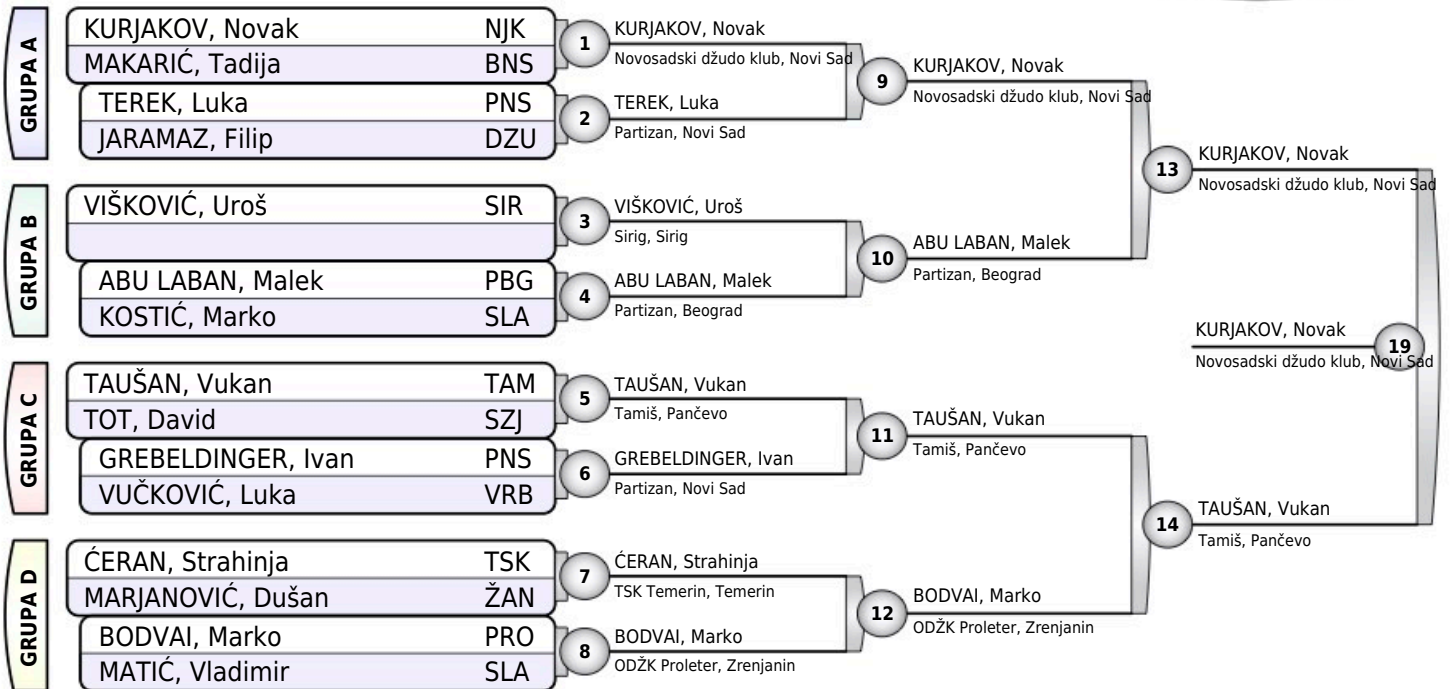 GRUPA A
KURJAKOV, Novak NJK
MAKARIĆ, Tadija BNS
TEREK, Luka PNS
JARAMAZ, Filip DZU
1
KURJAKOV, Novak
Novosadski džudo klub, Novi Sad
2
TEREK, Luka
Partizan, Novi Sad
9
KURJAKOV, Novak
Novosadski džudo klub, Novi Sad
GRUPA B
VIŠKOVIĆ, Uroš SIR
ABU LABAN, Malek PBG
KOSTIĆ, Marko SLA
3
VIŠKOVIĆ, Uroš
Sirig, Sirig
4
ABU LABAN, Malek
Partizan, Beograd
10
ABU LABAN, Malek
Partizan, Beograd
13
KURJAKOV, Novak
Novosadski džudo klub, Novi Sad
KURJAKOV, Novak
Novosadski džudo klub, Novi Sad
19
GRUPA C
TAUŠAN, Vukan TAM
TOT, David SZJ
GREBELDINGER, Ivan PNS
VUČKOVIĆ, Luka VRB
5
TAUŠAN, Vukan
Tamiš, Pančevo
6
GREBELDINGER, Ivan
Partizan, Novi Sad
11
TAUŠAN, Vukan
Tamiš, Pančevo
GRUPA D
ĆERAN, Strahinja TSK
MARJANOVIĆ, Dušan ŽAN
BODVAI, Marko PRO
MATIĆ, Vladimir SLA
7
ĆERAN, Strahinja
TSK Temerin, Temerin
8
BODVAI, Marko
ODŽK Proleter, Zrenjanin
12
BODVAI, Marko
ODŽK Proleter, Zrenjanin
14
TAUŠAN, Vukan
Tamiš, Pančevo